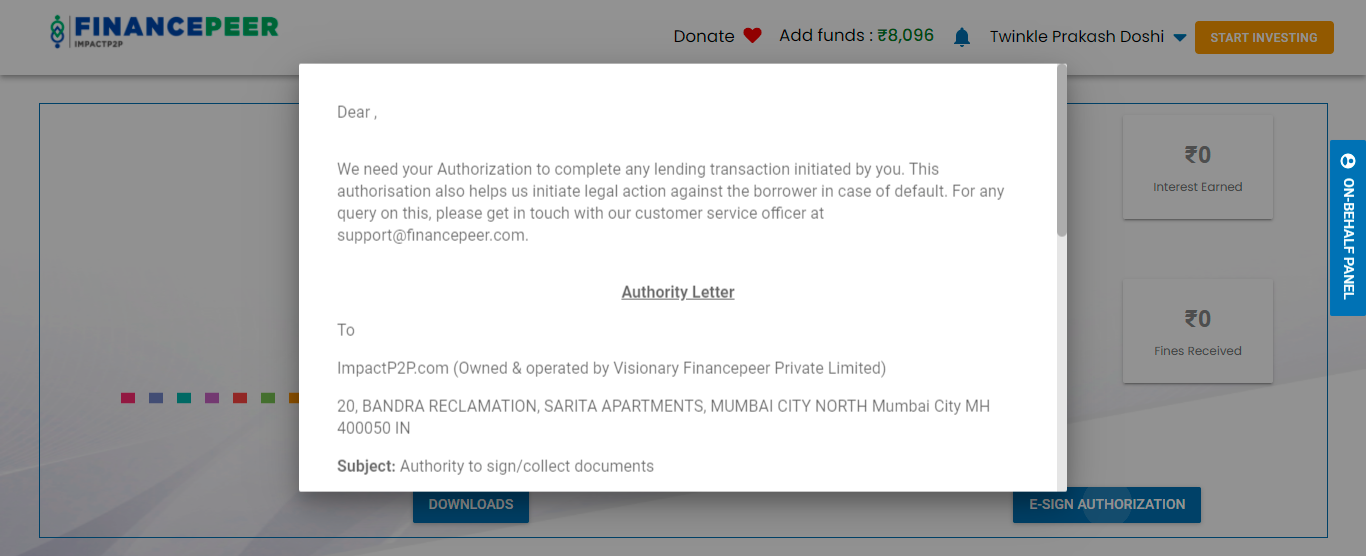 FINANCEPEER
IMPACTP2P
Donate Add funds : ₹8,096 Twinkle Prakash Doshi START INVESTING
Dear ,
We need your Authorization to complete any lending transaction initiated by you. This
authorisation also helps us initiate legal action against the borrower in case of default. For any
query on this, please get in touch with our customer service officer at
support@financepeer.com.
Authority Letter
To
ImpactP2P.com (Owned & operated by Visionary Financepeer Private Limited)
20, BANDRA RECLAMATION, SARITA APARTMENTS, MUMBAI CITY NORTH Mumbai City MH
400050 IN
Subject: Authority to sign/collect documents
₹0
Interest Earned
₹0
Fines Received
ON-BEHALF PANEL
DOWNLOADS
E-SIGN AUTHORIZATION